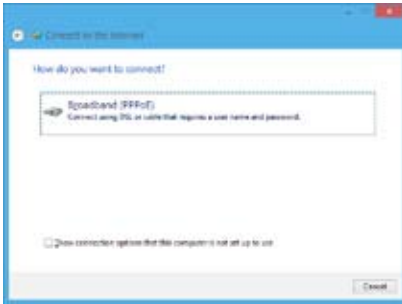 Connect to the Internet
How do you want to connect?
Broadband (PPPoE)
Connect using DSL or cable that requires a user name and password.
Show connection options that this computer is not set up to use
Cancel